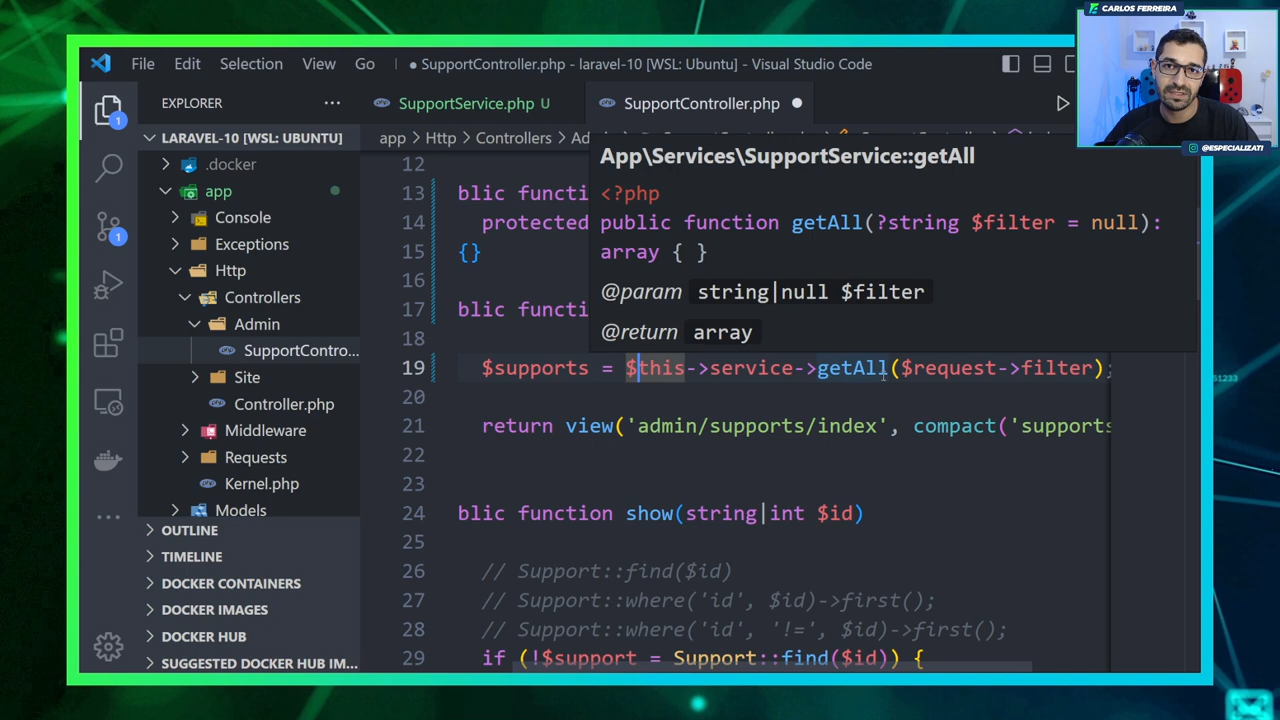 CARLOS FERREIRA
@ESPECIALIZATI
File Edit Selection View Go
● SupportController.php - laravel-10 [WSL: Ubuntu] - Visual Studio Code
EXPLORER
SupportService.php U
SupportController.php
LARAVEL-10 [WSL: UBUNTU]
app > Http > Controllers >
.docker
app
Console
Exceptions
Http
Controllers
Admin
SupportContro...
Site
Controller.php
Middleware
Requests
Kernel.php
Models
OUTLINE
TIMELINE
DOCKER CONTAINERS
DOCKER IMAGES
DOCKER HUB
SUGGESTED DOCKER HUB IM...
1
1
App\Services\SupportService::getAll
<?php
public function getAll(?string $filter = null):
array { }
@param string|null $filter
@return array
12
13 blic functi
14 protected
15 {}
16
17 blic functi
18
19 $supports = $this->service->getAll($request->filter);
20
21 return view('admin/supports/index', compact('supports
22
23
24 blic function show(string|int $id)
25
26 // Support::find($id)
27 // Support::where('id', $id)->first();
28 // Support::where('id', '!=', $id)->first();
29 if (!$support = Support::find($id)) {